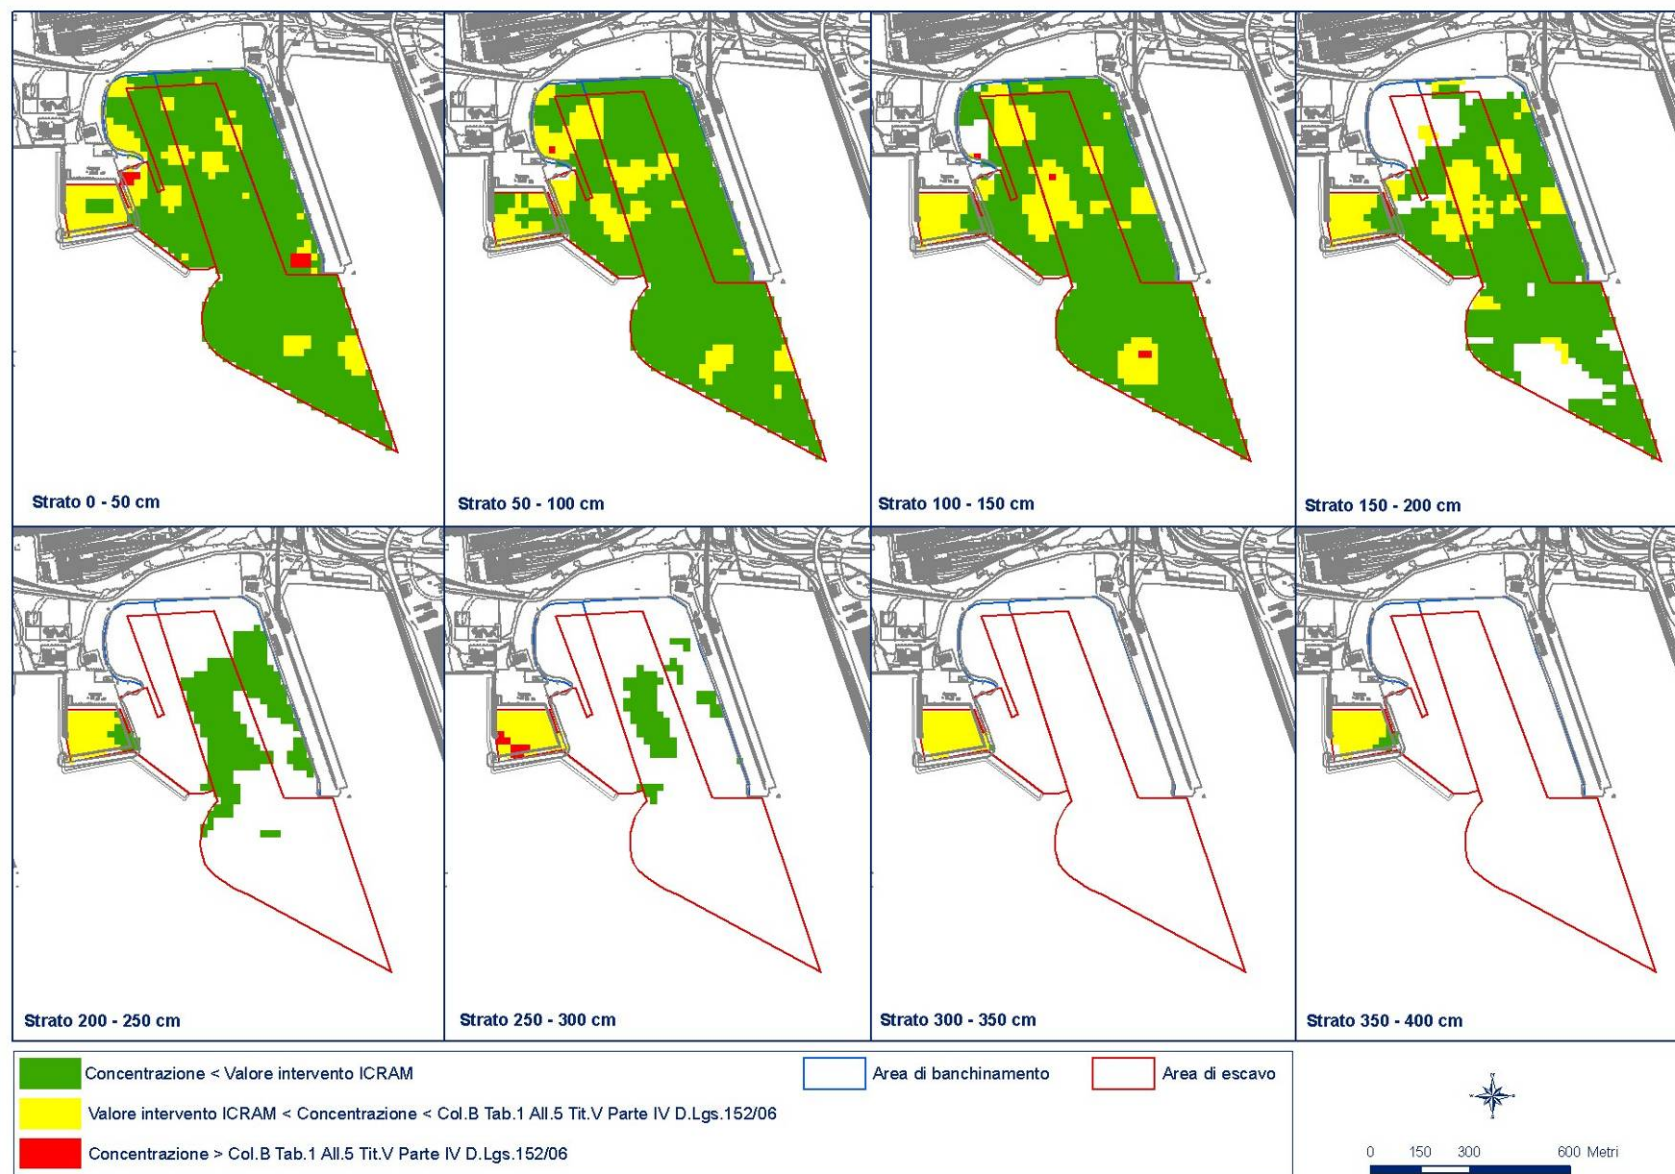 Strato 0 - 50 cm
Strato 50 - 100 cm
Strato 100 - 150 cm
Strato 150 - 200 cm
Strato 200 - 250 cm
Strato 250 - 300 cm
Strato 300 - 350 cm
Strato 350 - 400 cm
Concentrazione < Valore intervento ICRAM
Area di banchinamento
Area di escavo
Valore intervento ICRAM < Concentrazione < Col.B Tab.1 All.5 Tit.V Parte IV D.Lgs.152/06
Concentrazione > Col.B Tab.1 All.5 Tit.V Parte IV D.Lgs.152/06
0 150 300 600 Metri